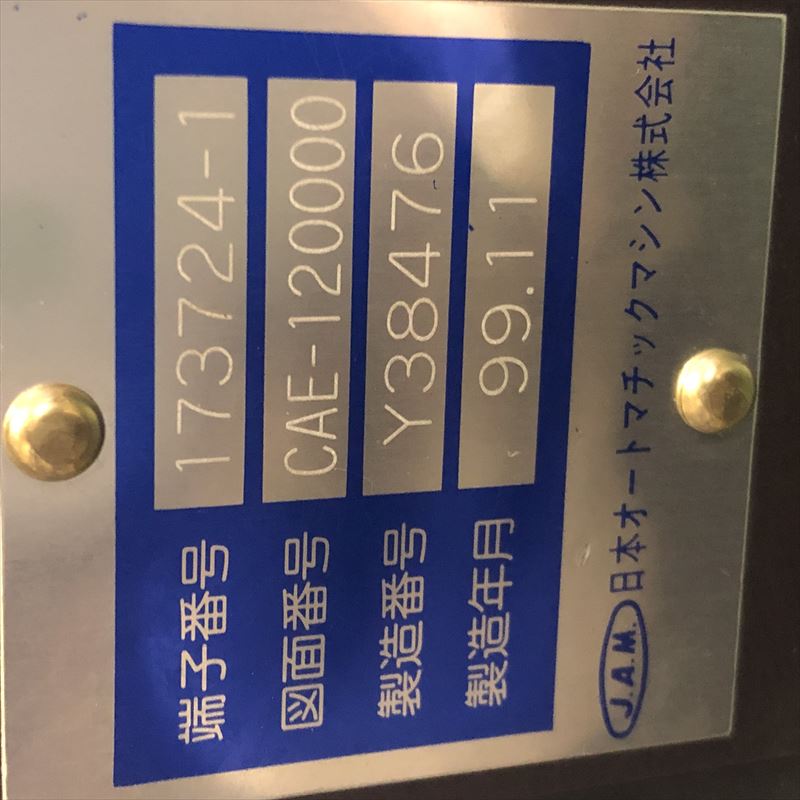 端子番号 173724-1
図面番号 CAE-120000
製造番号 Y38476
製造年月 99.11
J.A.M. 日本オートマチックマシン株式会社